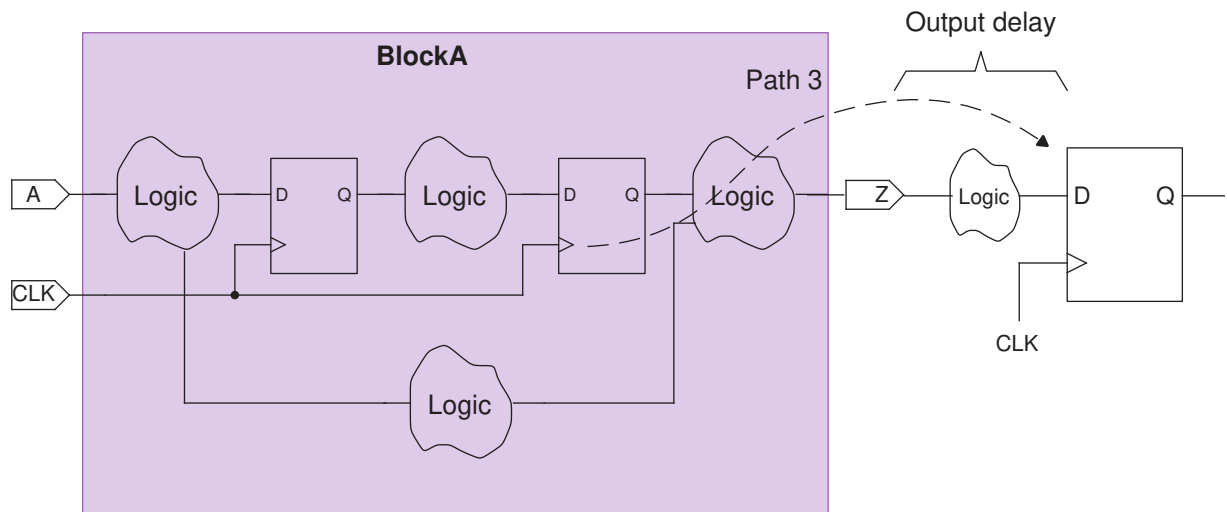 Output delay
BlockA
Path 3
A
Logic
D
Q
Logic
D
Q
Logic
Z
Logic
D
Q
CLK
CLK
Logic